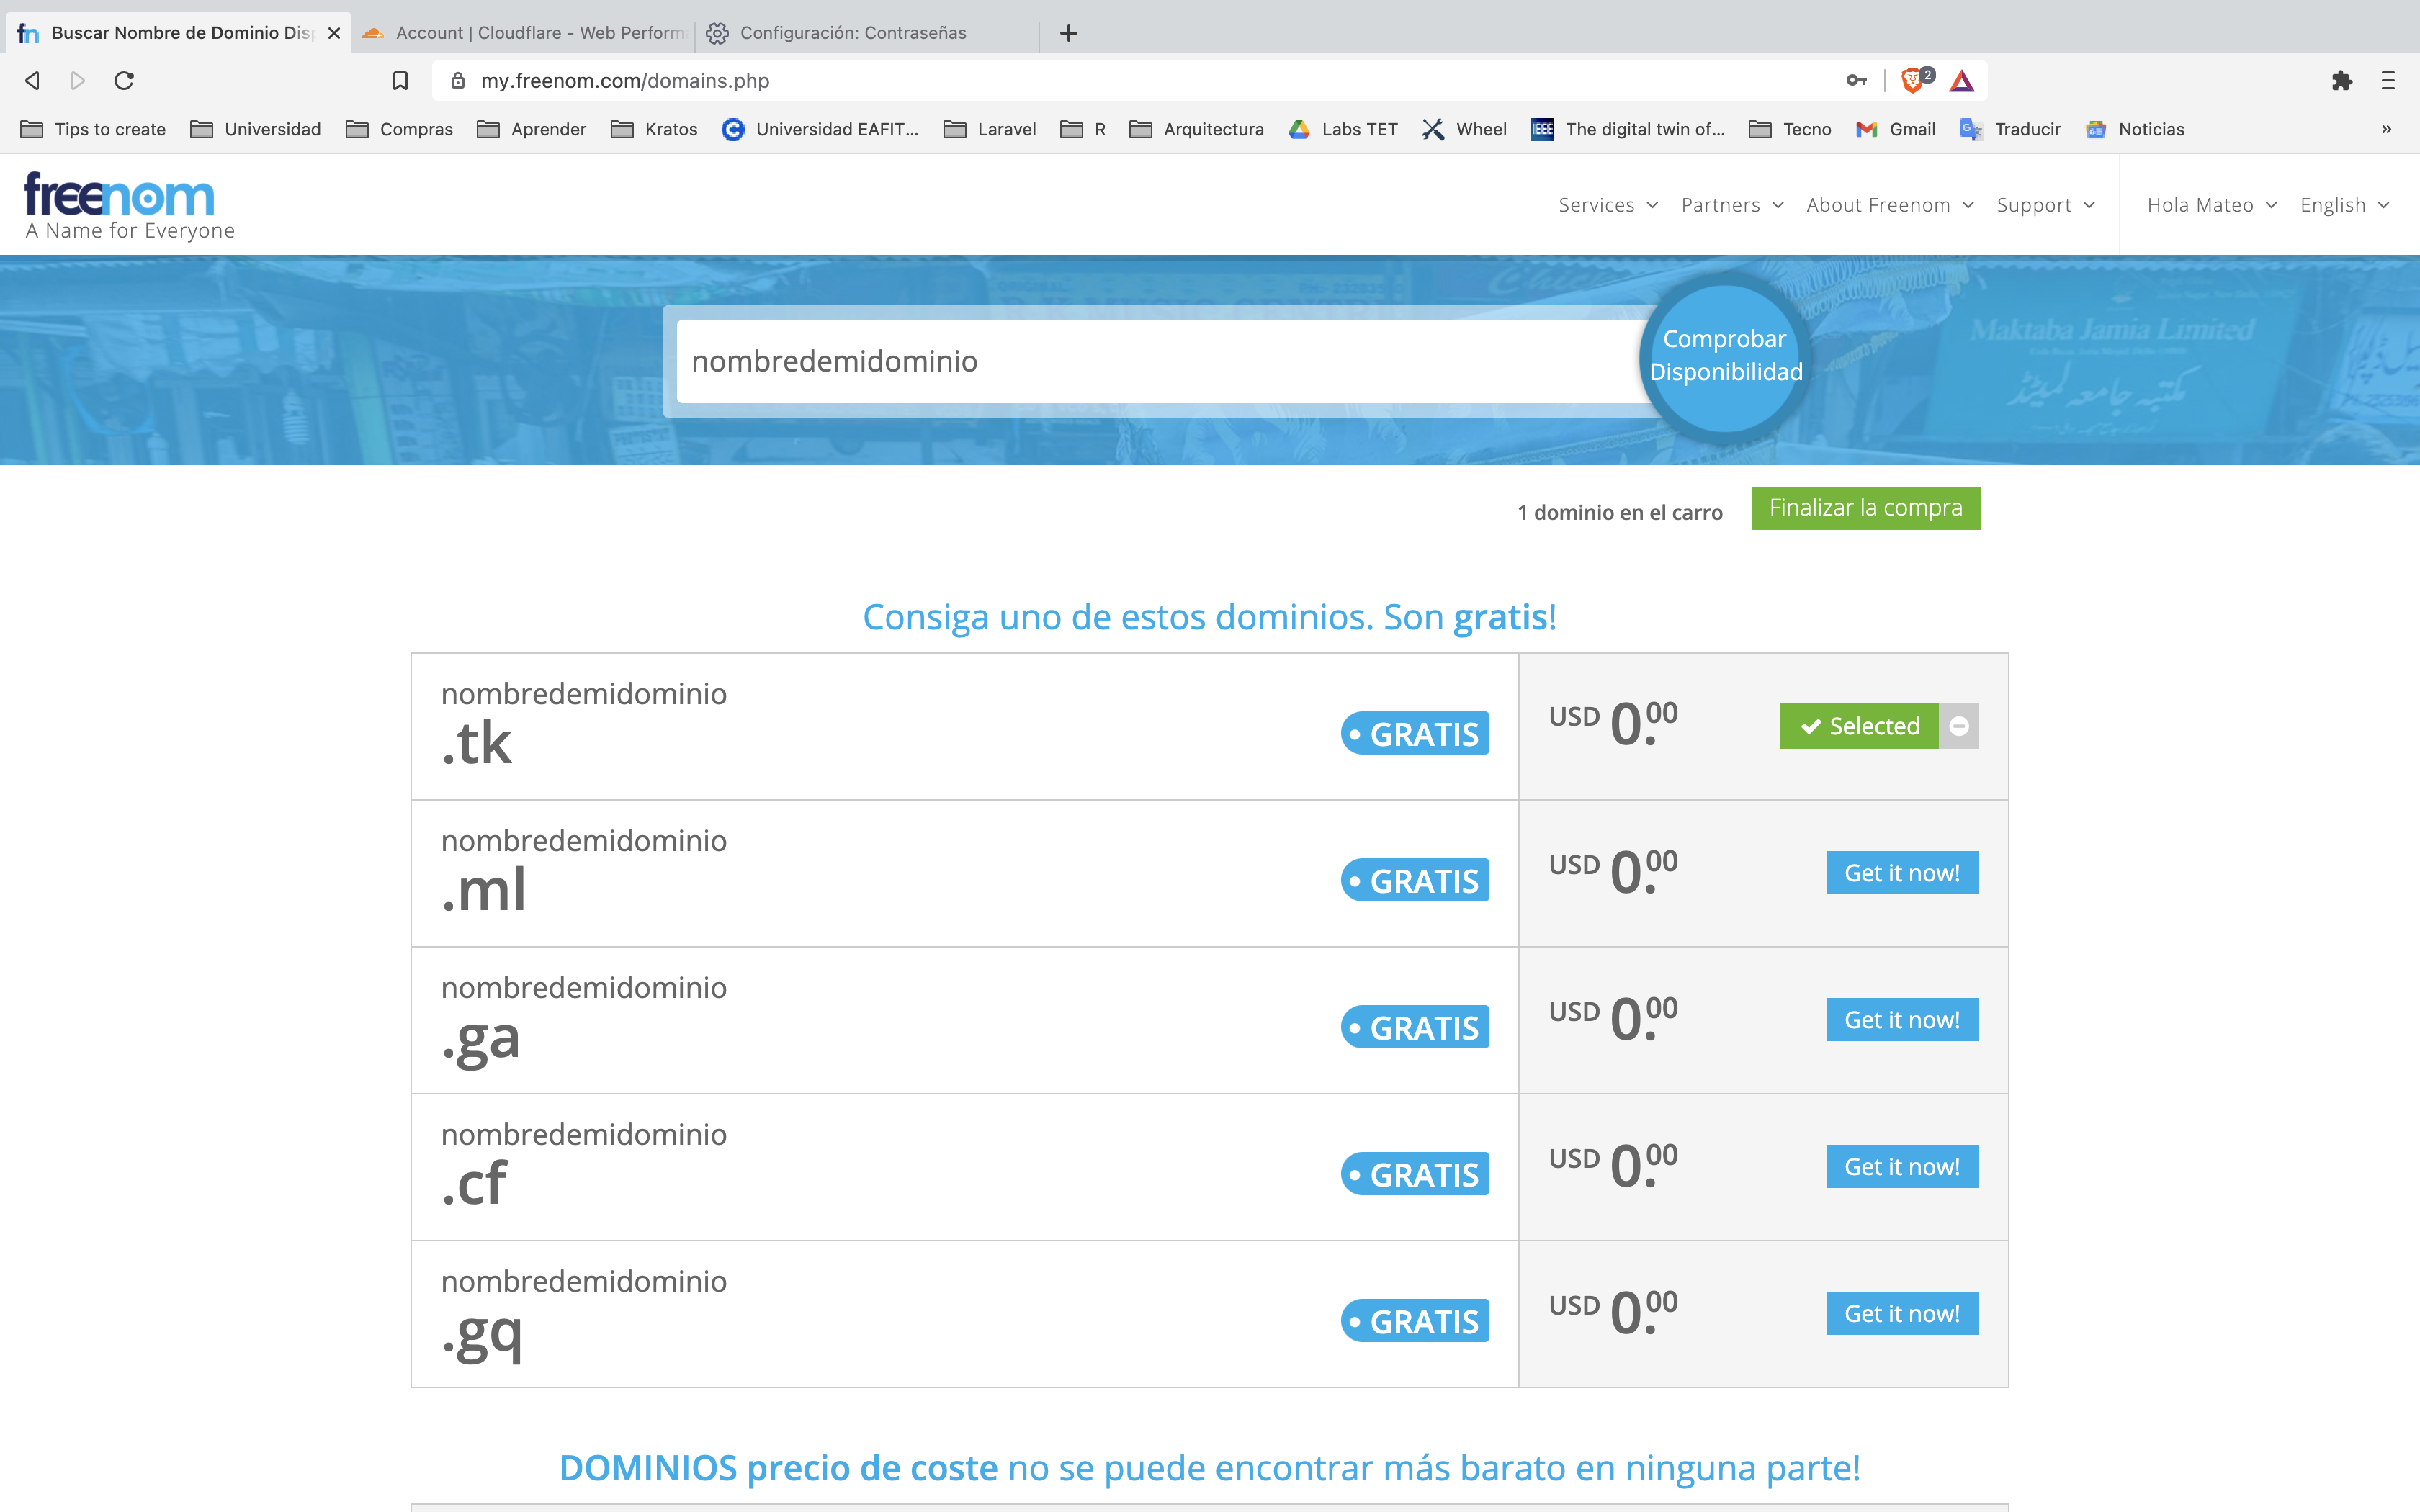 Buscar Nombre de Dominio Dis
Account | Cloudflare - Web Perform
Configuración: Contraseñas
my.freenom.com/domains.php
2
Tips to create
Universidad
Compras
Aprender
Kratos
Universidad EAFIT...
Laravel
R
Arquitectura
Labs TET
Wheel
IEEE
The digital twin of...
Tecno
Gmail
Traducir
Noticias
»
freenom
A Name for Everyone
Services
Partners
About Freenom
Support
Hola Mateo
English
nombredemidominio
Comprobar
Disponibilidad
Maktaba Jamia Limited
1 dominio en el carro
Finalizar la compra
Consiga uno de estos dominios. Son gratis!
nombredemidominio
.tk
GRATIS
USD 0.00
Selected
nombredemidominio
.ml
GRATIS
USD 0.00
Get it now!
nombredemidominio
.ga
GRATIS
USD 0.00
Get it now!
nombredemidominio
.cf
GRATIS
USD 0.00
Get it now!
nombredemidominio
.gq
GRATIS
USD 0.00
Get it now!
DOMINIOS precio de coste no se puede encontrar más barato en ninguna parte!